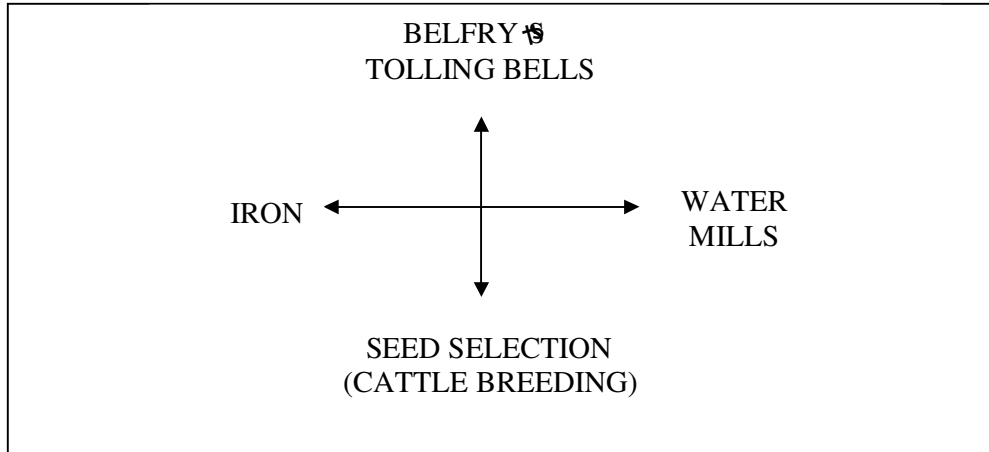 BELFRY
TOLLING BELLS
IRON
WATER
MILLS
SEED SELECTION
(CATTLE BREEDING)